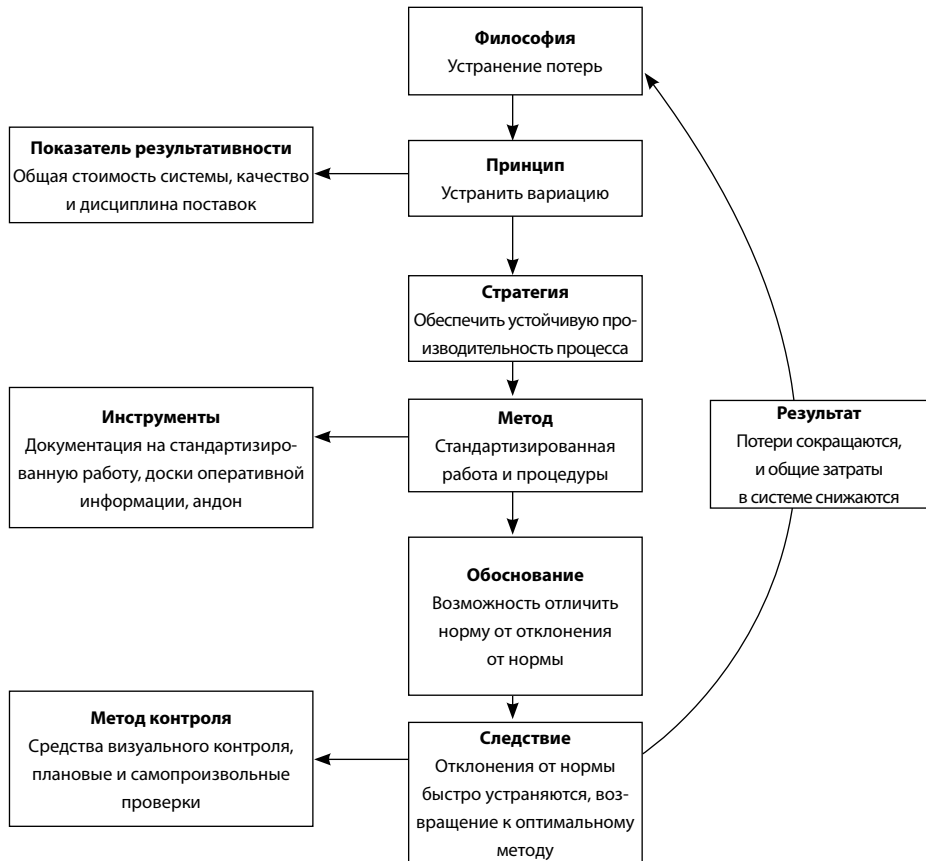 Философия
Устранение потерь
Показатель результативности
Общая стоимость системы, качество
и дисциплина поставок
Принцип
Устранить вариацию
Стратегия
Обеспечить устойчивую про-
изводительность процесса
Инструменты
Документация на стандартизиро-
ванную работу, доски оперативной
информации, андон
Метод
Стандартизированная
работа и процедуры
Результат
Потери сокращаются,
и общие затраты
в системе снижаются
Обоснование
Возможность отличить
норму от отклонения
от нормы
Метод контроля
Средства визуального контроля,
плановые и самопроизвольные
проверки
Следствие
Отклонения от нормы
быстро устраняются, воз-
вращение к оптимальному
методу